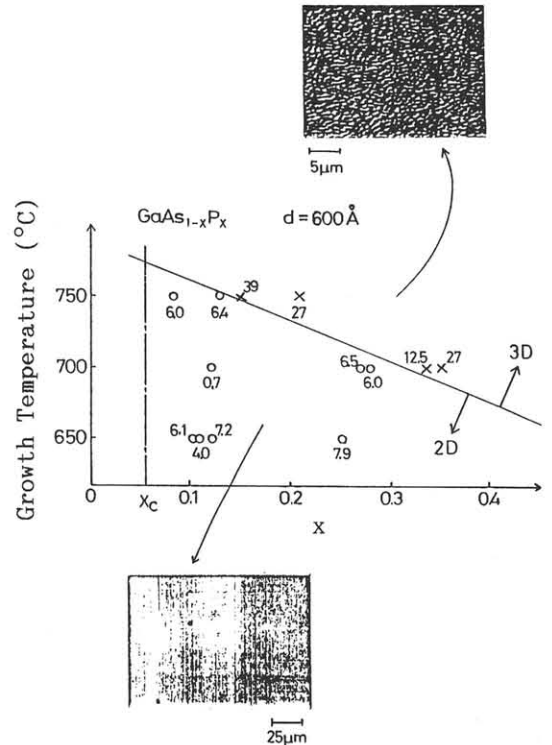 5μm
GaAs₁₋ₓPₓ d=600Å
Growth Temperature (°C)
750
700
650
39
6.0 6.4 27
6.5 12.5 27
0.7 6.0
6.1 7.2
4.0 7.9
3D
2D
0 Xc 0.1 0.2 0.3 0.4
X
25μm